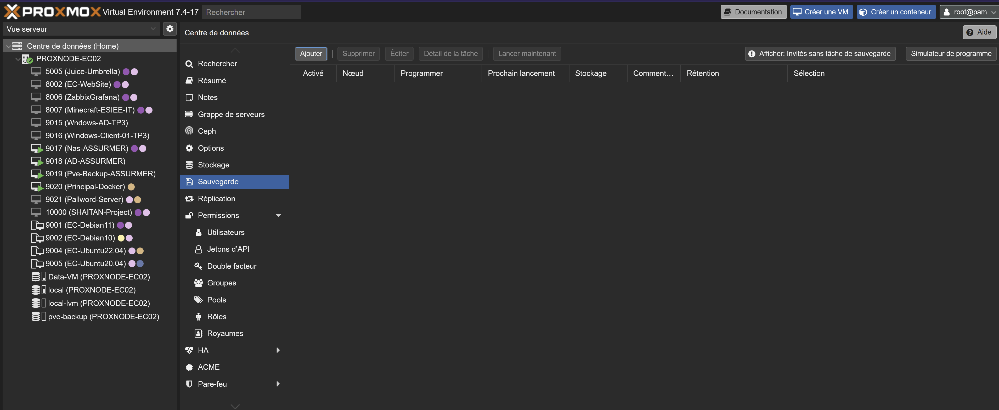 PROXMOX Virtual Environment 7.4-17 Rechercher Documentation Créer une VM Créer un conteneur root@pam
Vue serveur
Centre de données (Home)
PROXNODE-EC02
5005 (Juice-Umbrella)
8002 (EC-WebSite)
8006 (ZabbixGrafana)
8007 (Minecraft-ESIEE-IT)
9015 (Wndows-AD-TP3)
9016 (Windows-Client-01-TP3)
9017 (Nas-ASSURMER)
9018 (AD-ASSURMER)
9019 (Pve-Backup-ASSURMER)
9020 (Principal-Docker)
9021 (Pallword-Server)
10000 (SHAITAN-Project)
9001 (EC-Debian11)
9002 (EC-Debian10)
9004 (EC-Ubuntu22.04)
9005 (EC-Ubuntu20.04)
Data-VM (PROXNODE-EC02)
local (PROXNODE-EC02)
local-lvm (PROXNODE-EC02)
pve-backup (PROXNODE-EC02)
Centre de données Aide
Rechercher
Résumé
Notes
Grappe de serveurs
Ceph
Options
Stockage
Sauvegarde
Réplication
Permissions
Utilisateurs
Jetons d’API
Double facteur
Groupes
Pools
Rôles
Royaumes
HA
ACME
Pare-feu
Ajouter Supprimer Éditer Détail de la tâche Lancer maintenant Afficher: Invités sans tâche de sauvegarde Simulateur de programme
Activé Nœud Programmer Prochain lancement Stockage Comment… Rétention Sélection